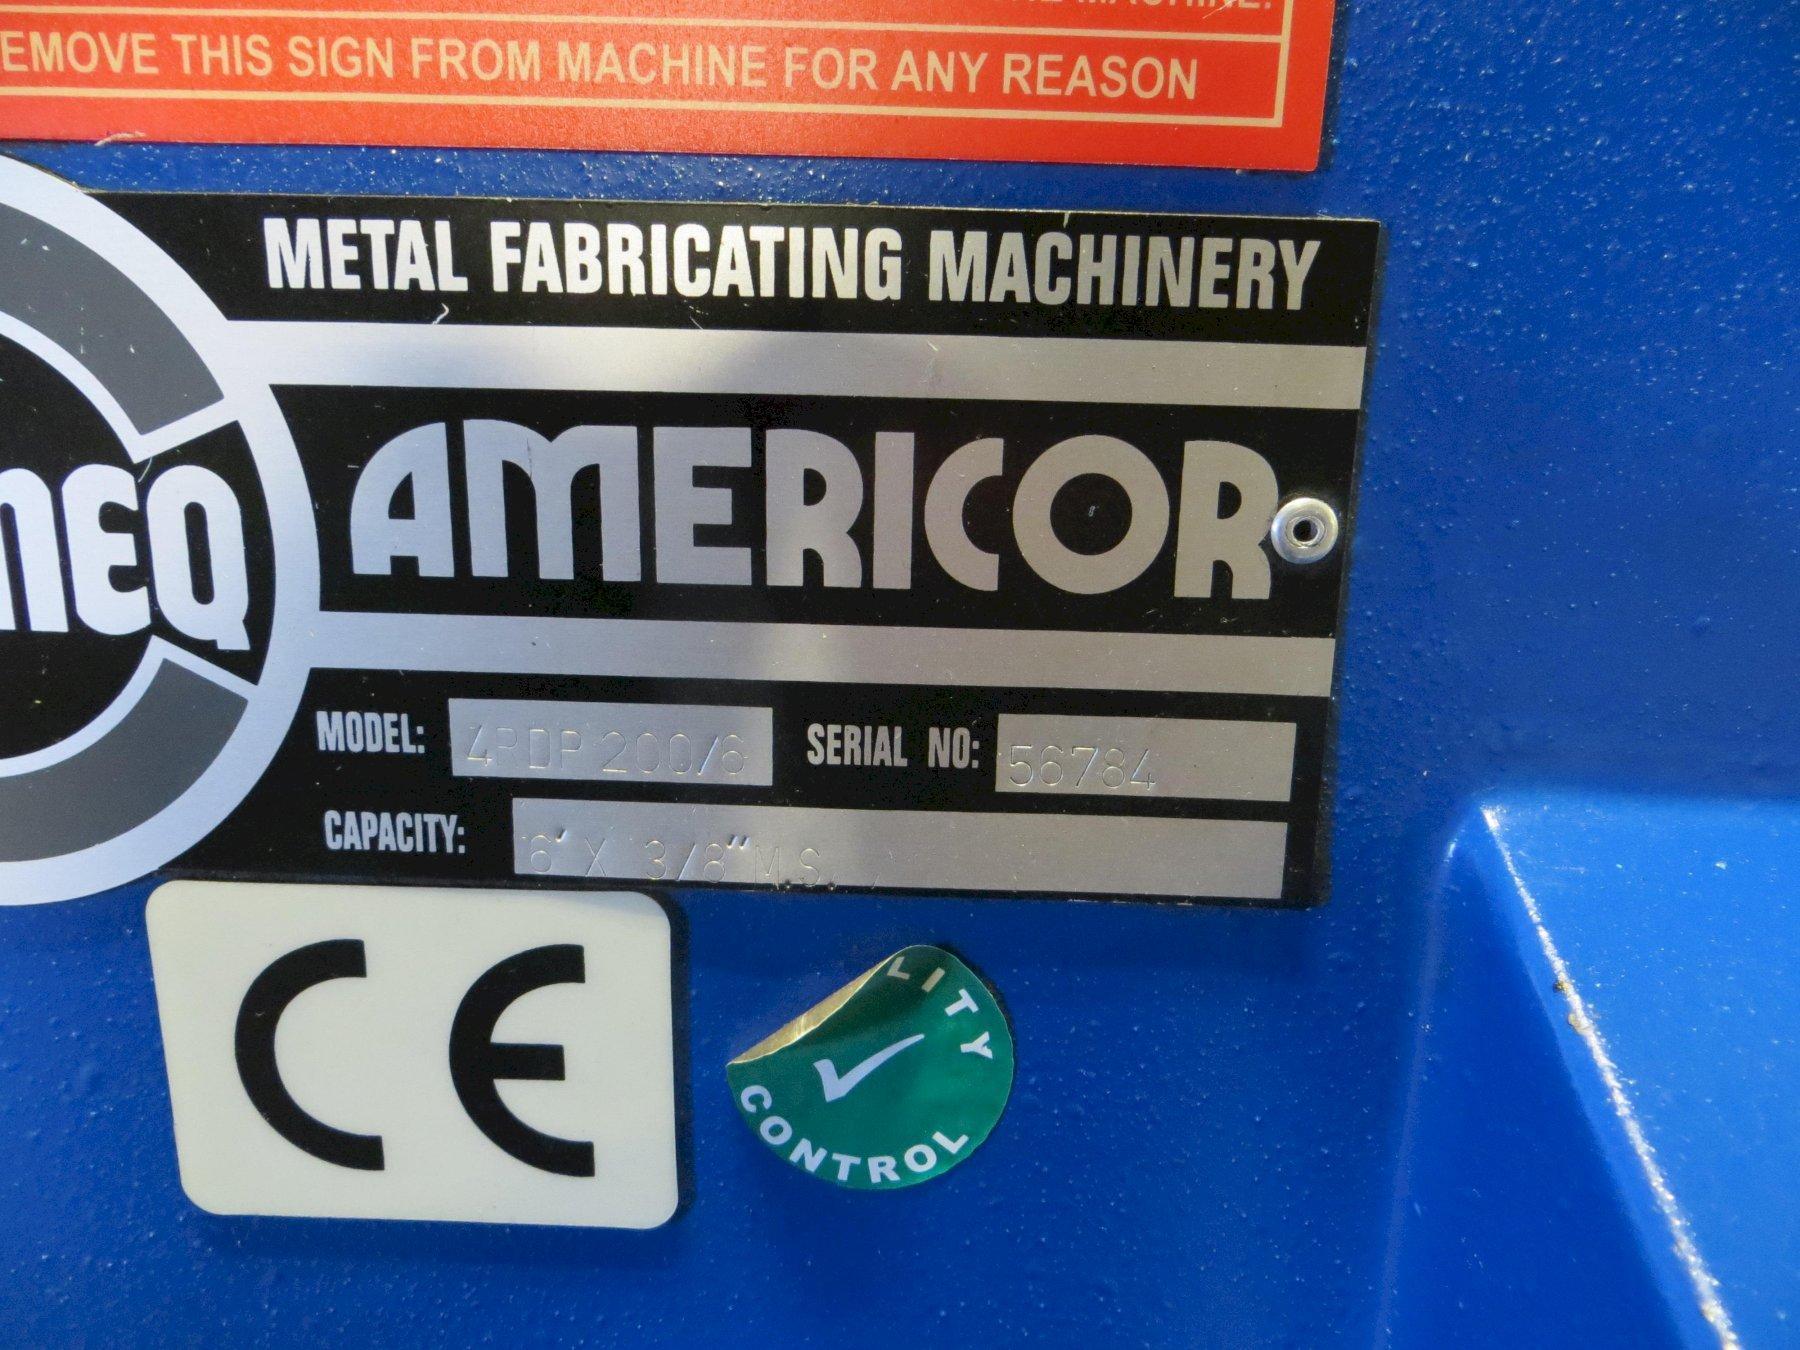 EMOVE THIS SIGN FROM MACHINE FOR ANY REASON
METAL FABRICATING MACHINERY
MEQ
AMERICOR
MODEL: 4RDP 200/6 SERIAL NO: 56784
CAPACITY: 6' X 3/8" M.S.
CE
LITY
CONTROL